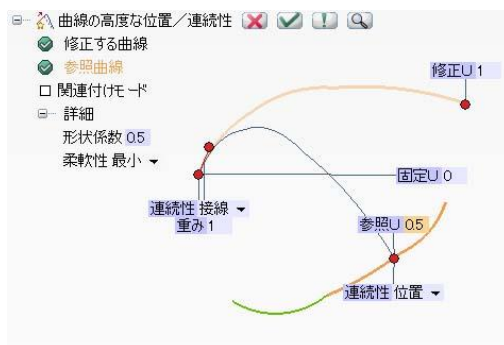 曲線の高度な位置／連続性
修正する曲線
参照曲線
関連付けモード
詳細
形状係数 0.5
柔軟性 最小
修正U 1
固定U 0
連続性 接線
重み 1
参照U 0.5
連続性 位置